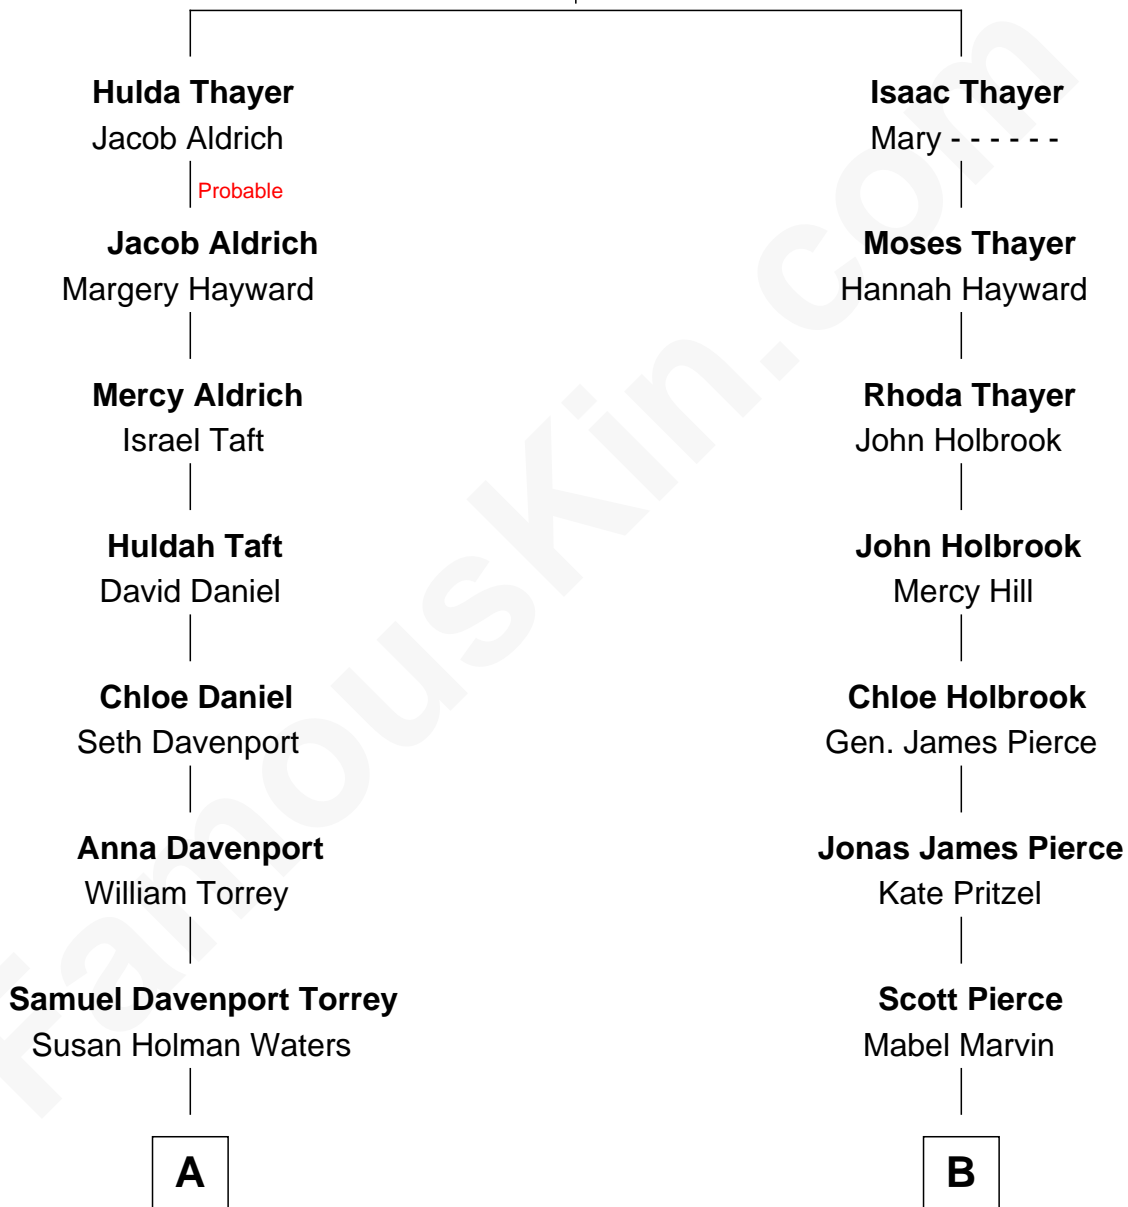 Hulda Thayer
Jacob Aldrich
Probable
Jacob Aldrich
Margery Hayward
Mercy Aldrich
Israel Taft
Huldah Taft
David Daniel
Chloe Daniel
Seth Davenport
Anna Davenport
William Torrey
Samuel Davenport Torrey
Susan Holman Waters
A
Isaac Thayer
Mary - - - - - -
Moses Thayer
Hannah Hayward
Rhoda Thayer
John Holbrook
John Holbrook
Mercy Hill
Chloe Holbrook
Gen. James Pierce
Jonas James Pierce
Kate Pritzel
Scott Pierce
Mabel Marvin
B
FamousKin.com